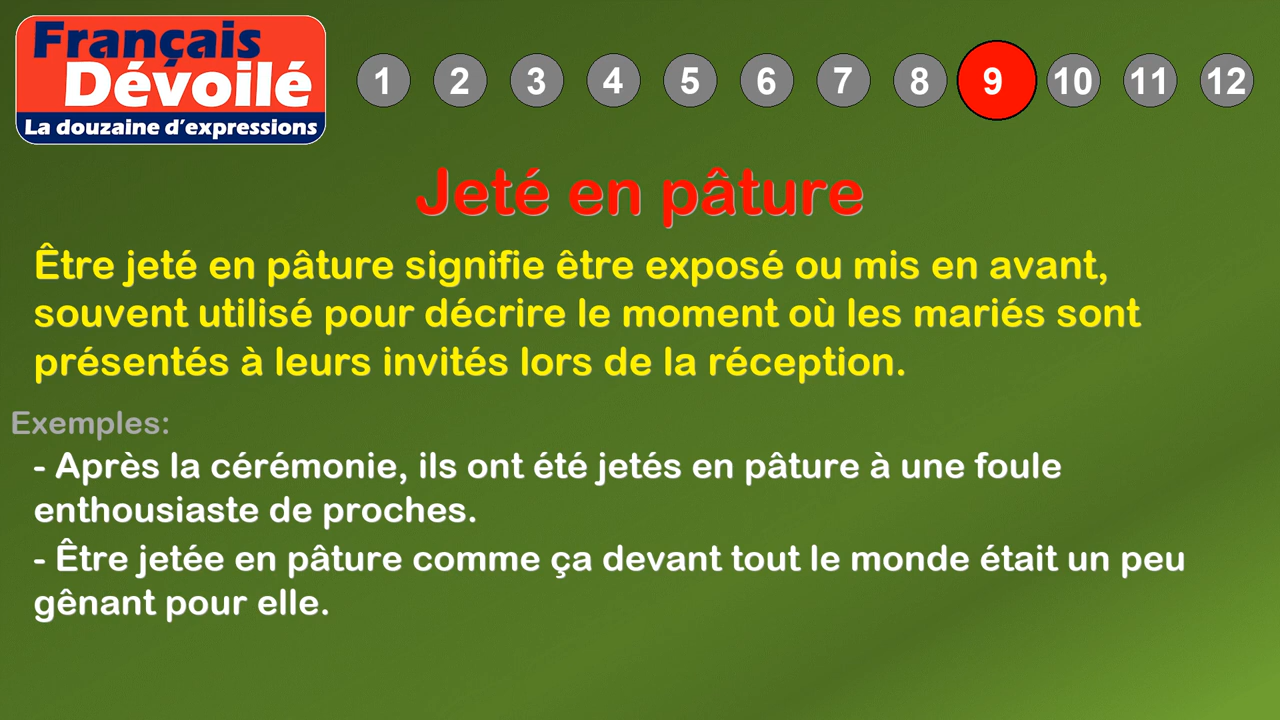 Français
Dévoilé
La douzaine d'expressions
1 2 3 4 5 6 7 8 9 10 11 12
Jeté en pâture
Être jeté en pâture signifie être exposé ou mis en avant,
souvent utilisé pour décrire le moment où les mariés sont
présentés à leurs invités lors de la réception.
Exemples:
- Après la cérémonie, ils ont été jetés en pâture à une foule
enthousiaste de proches.
- Être jetée en pâture comme ça devant tout le monde était un peu
gênant pour elle.